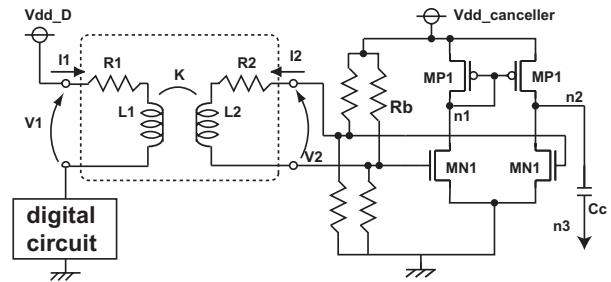 Vdd_D
Vdd_canceller
I1
R1
K
R2
I2
MP1
MP1
V1
L1
L2
Rb
n1
n2
V2
MN1
MN1
Cc
n3
digital
circuit